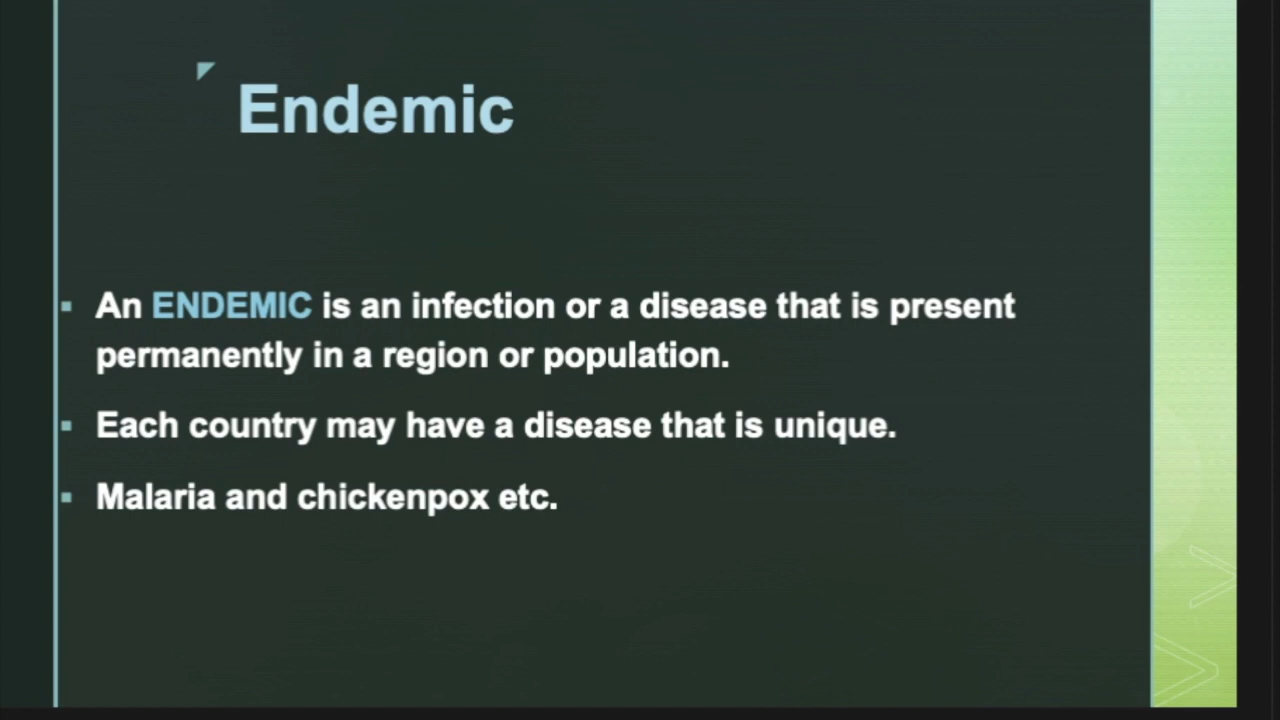 Endemic
An ENDEMIC is an infection or a disease that is present
permanently in a region or population.
Each country may have a disease that is unique.
Malaria and chickenpox etc.